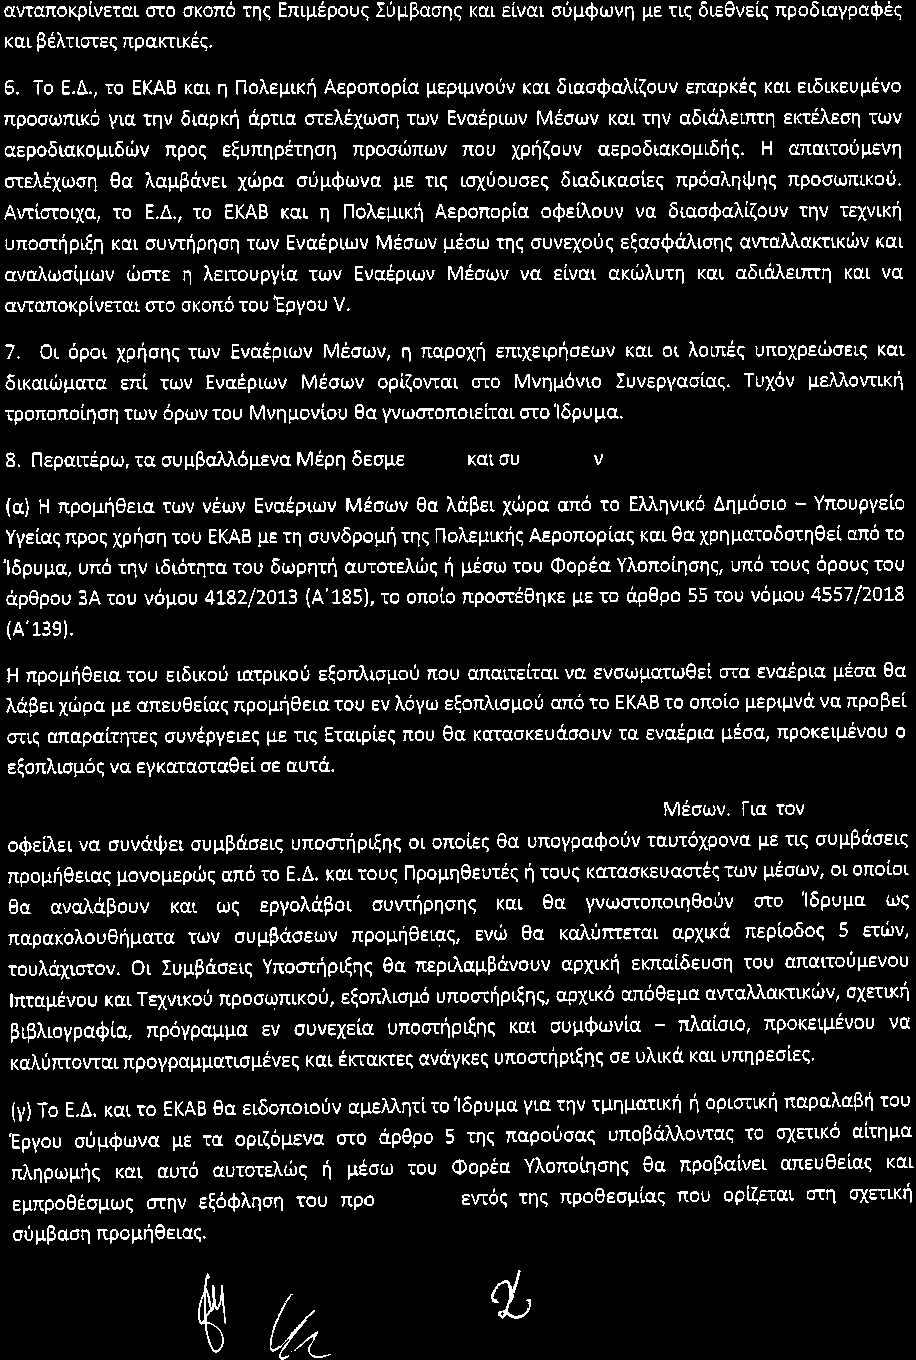 ανταποκρίνεται στο σκοπό της Επιμέρους Σύμβασης και είναι σύμφωνη με τις διεθνείς προδιαγραφές
και βέλτιστες πρακτικές.
6. Το Ε.Δ., το ΕΚΑΒ και η Πολεμική Αεροπορία μεριμνούν και διασφαλίζουν επαρκές και ειδικευμένο
προσωπικό για την διαρκή άρτια στελέχωση των Εναέριων Μέσων και την αδιάλειπτη εκτέλεση των
αεροδιακομιδών προς εξυπηρέτηση προσώπων που χρήζουν αεροδιακομιδής. Η απαιτούμενη
στελέχωση θα λαμβάνει χώρα σύμφωνα με τις ισχύουσες διαδικασίες πρόσληψης προσωπικού.
Αντίστοιχα, το Ε.Δ., το ΕΚΑΒ και η Πολεμική Αεροπορία οφείλουν να διασφαλίζουν την τεχνική
υποστήριξη και συντήρηση των Εναέριων Μέσων μέσω της συνεχούς εξασφάλισης ανταλλακτικών και
αναλωσίμων ώστε η λειτουργία των Εναέριων Μέσων να είναι ακώλυτη και αδιάλειπτη και να
ανταποκρίνεται στο σκοπό του Έργου V.
7. Οι όροι χρήσης των Εναέριων Μέσων, η παροχή επιχειρήσεων και οι λοιπές υποχρεώσεις και
δικαιώματα επί των Εναέριων Μέσων ορίζονται στο Μνημόνιο Συνεργασίας. Τυχόν μελλοντική
τροποποίηση των όρων του Μνημονίου θα γνωστοποιείται στο Ίδρυμα.
8. Περαιτέρω, τα συμβαλλόμενα Μέρη δεσμε και συ ν
(α) Η προμήθεια των νέων Εναέριων Μέσων θα λάβει χώρα από το Ελληνικό Δημόσιο – Υπουργείο
Υγείας προς χρήση του ΕΚΑΒ με τη συνδρομή της Πολεμικής Αεροπορίας και θα χρηματοδοτηθεί από το
Ίδρυμα, υπό την ιδιότητα του δωρητή αυτοτελώς ή μέσω του Φορέα Υλοποίησης, υπό τους όρους του
άρθρου 3Α του νόμου 4182/2013 (Α΄185), το οποίο προστέθηκε με το άρθρο 55 του νόμου 4557/2018
(Α΄139).
Η προμήθεια του ειδικού ιατρικού εξοπλισμού που απαιτείται να ενσωματωθεί στα εναέρια μέσα θα
λάβει χώρα με απευθείας προμήθεια του εν λόγω εξοπλισμού από το ΕΚΑΒ το οποίο μεριμνά να προβεί
στις απαραίτητες συνέργειες με τις Εταιρίες που θα κατασκευάσουν τα εναέρια μέσα, προκειμένου ο
εξοπλισμός να εγκατασταθεί σε αυτά.
Μέσων. Για τον
οφείλει να συνάψει συμβάσεις υποστήριξης οι οποίες θα υπογραφούν ταυτόχρονα με τις συμβάσεις
προμήθειας μονομερώς από το Ε.Δ. και τους Προμηθευτές ή τους κατασκευαστές των μέσων, οι οποίοι
θα αναλάβουν και ως εργολάβοι συντήρησης και θα γνωστοποιηθούν στο Ίδρυμα ως
παρακολουθήματα των συμβάσεων προμήθειας, ενώ θα καλύπτεται αρχικά περίοδος 5 ετών,
τουλάχιστον. Οι Συμβάσεις Υποστήριξης θα περιλαμβάνουν αρχική εκπαίδευση του απαιτούμενου
Ιπταμένου και Τεχνικού προσωπικού, εξοπλισμό υποστήριξης, αρχικό απόθεμα ανταλλακτικών, σχετική
βιβλιογραφία, πρόγραμμα εν συνεχεία υποστήριξης και συμφωνία – πλαίσιο, προκειμένου να
καλύπτονται προγραμματισμένες και έκτακτες ανάγκες υποστήριξης σε υλικά και υπηρεσίες.
(γ) Το Ε.Δ. και το ΕΚΑΒ θα ειδοποιούν αμελλητί το Ίδρυμα για την τμηματική ή οριστική παραλαβή του
Έργου σύμφωνα με τα οριζόμενα στο άρθρο 5 της παρούσας υποβάλλοντας το σχετικό αίτημα
πληρωμής και αυτό αυτοτελώς ή μέσω του Φορέα Υλοποίησης θα προβαίνει απευθείας και
εμπροθέσμως στην εξόφληση του προ εντός της προθεσμίας που ορίζεται στη σχετική
σύμβαση προμήθειας.